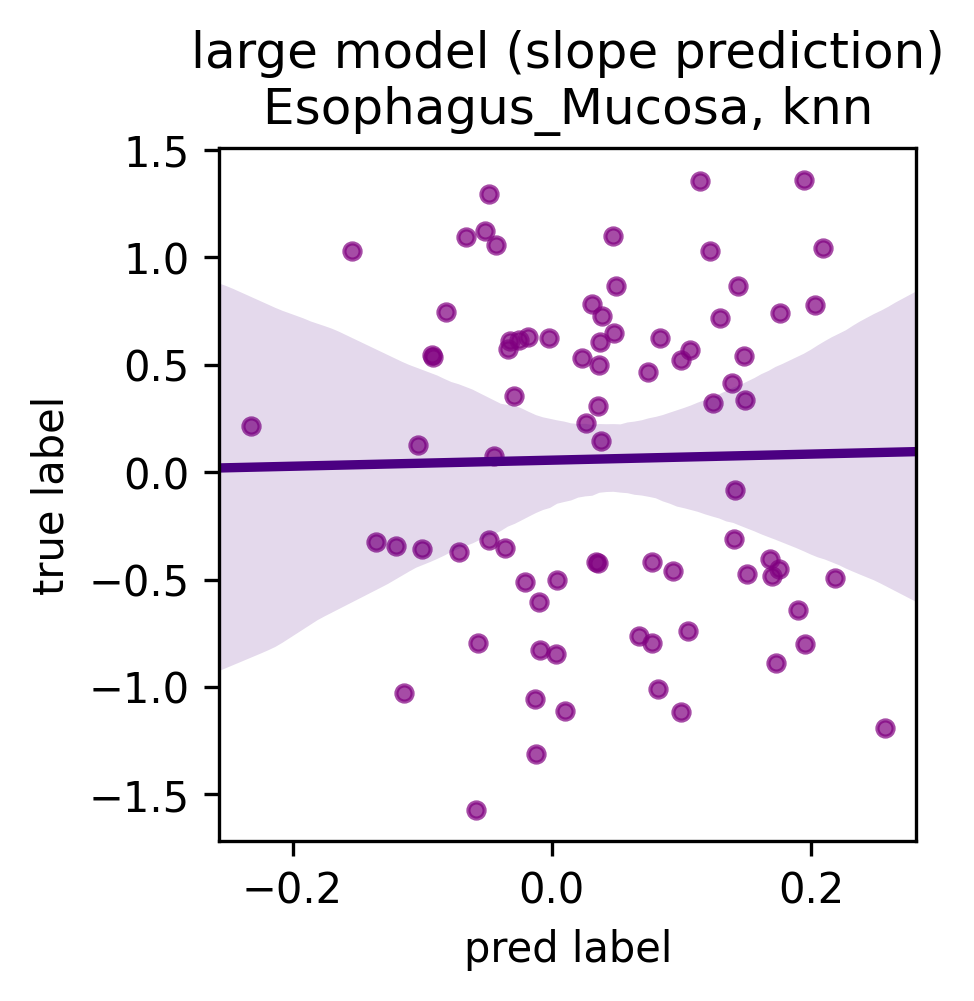 large model (slope prediction)
Esophagus_Mucosa, knn
1.5
1.0
0.5
0.0
−0.5
−1.0
−1.5
true label
−0.2
0.0
0.2
pred label